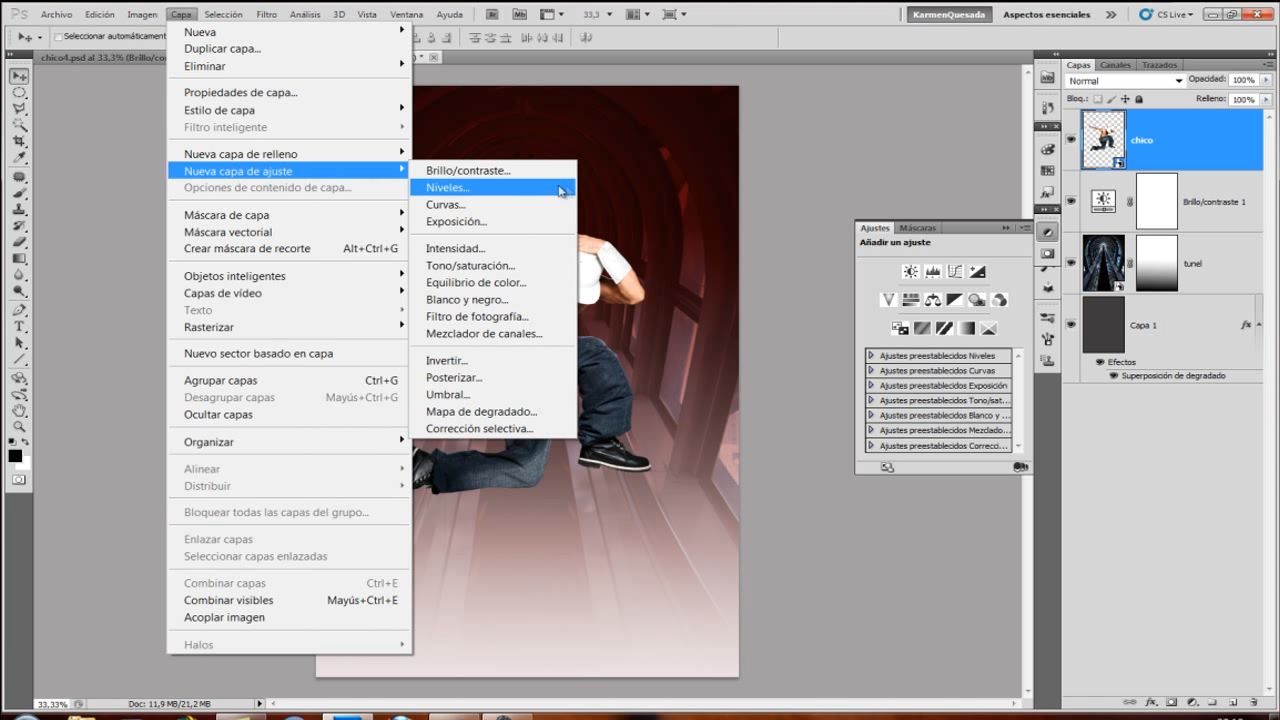 Ps Archivo Edición Imagen Capa Selección Filtro Análisis 3D Vista Ventana Ayuda Br Mb 33,3 KarmenQuesada Aspectos esenciales CS Live
Seleccionar automáticamen
chico4.psd al 33,3% (Brillo/co
Nueva
Duplicar capa...
Eliminar
Propiedades de capa...
Estilo de capa
Filtro inteligente
Nueva capa de relleno
Nueva capa de ajuste
Opciones de contenido de capa...
Máscara de capa
Máscara vectorial
Crear máscara de recorte Alt+Ctrl+G
Objetos inteligentes
Capas de vídeo
Texto
Rasterizar
Nuevo sector basado en capa
Agrupar capas Ctrl+G
Desagrupar capas Mayús+Ctrl+G
Ocultar capas
Organizar
Alinear
Distribuir
Bloquear todas las capas del grupo...
Enlazar capas
Seleccionar capas enlazadas
Combinar capas Ctrl+E
Combinar visibles Mayús+Ctrl+E
Acoplar imagen
Halos
Brillo/contraste...
Niveles...
Curvas...
Exposición...
Intensidad...
Tono/saturación...
Equilibrio de color...
Blanco y negro...
Filtro de fotografía...
Mezclador de canales...
Invertir...
Posterizar...
Umbral...
Mapa de degradado...
Corrección selectiva...
Ajustes Máscaras
Añadir un ajuste
Ajustes preestablecidos Niveles
Ajustes preestablecidos Curvas
Ajustes preestablecidos Exposición
Ajustes preestablecidos Tono/sat...
Ajustes preestablecidos Blanco y ...
Ajustes preestablecidos Mezclado...
Ajustes preestablecidos Correcci...
Capas Canales Trazados
Normal Opacidad: 100%
Bloq.: Relleno: 100%
chico
Brillo/contraste 1
tunel
Capa 1 fx
Efectos
Superposición de degradado
33,33% Doc: 11,9 MB/21,2 MB